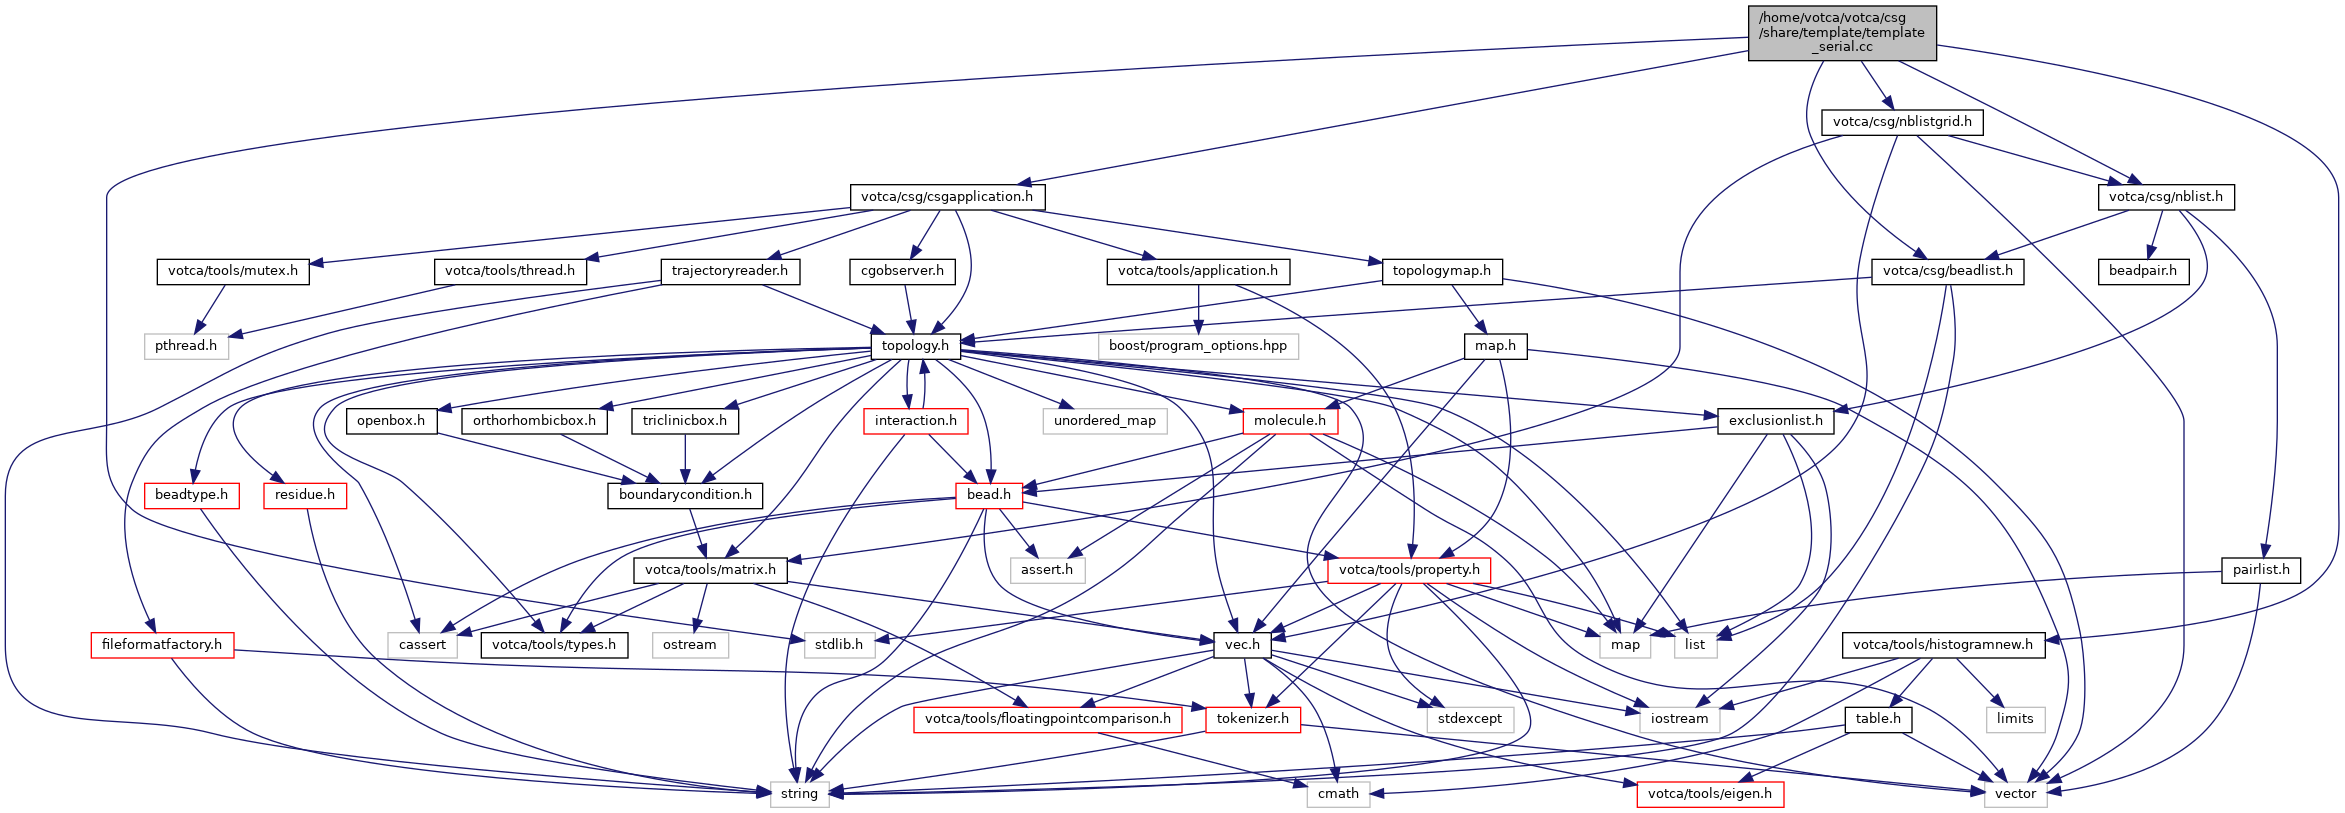 /home/votca/votca/csg
/share/template/template
_serial.cc
votca/csg/nblistgrid.h
votca/csg/csgapplication.h
votca/csg/nblist.h
votca/tools/mutex.h
votca/tools/thread.h
trajectoryreader.h
cgobserver.h
votca/tools/application.h
topologymap.h
votca/csg/beadlist.h
beadpair.h
pthread.h
topology.h
boost/program_options.hpp
map.h
openbox.h
orthorhombicbox.h
triclinicbox.h
interaction.h
unordered_map
molecule.h
exclusionlist.h
beadtype.h
residue.h
boundarycondition.h
bead.h
votca/tools/matrix.h
assert.h
votca/tools/property.h
pairlist.h
fileformatfactory.h
cassert
votca/tools/types.h
ostream
stdlib.h
vec.h
map
list
votca/tools/histogramnew.h
votca/tools/floatingpointcomparison.h
tokenizer.h
stdexcept
iostream
table.h
limits
string
cmath
votca/tools/eigen.h
vector